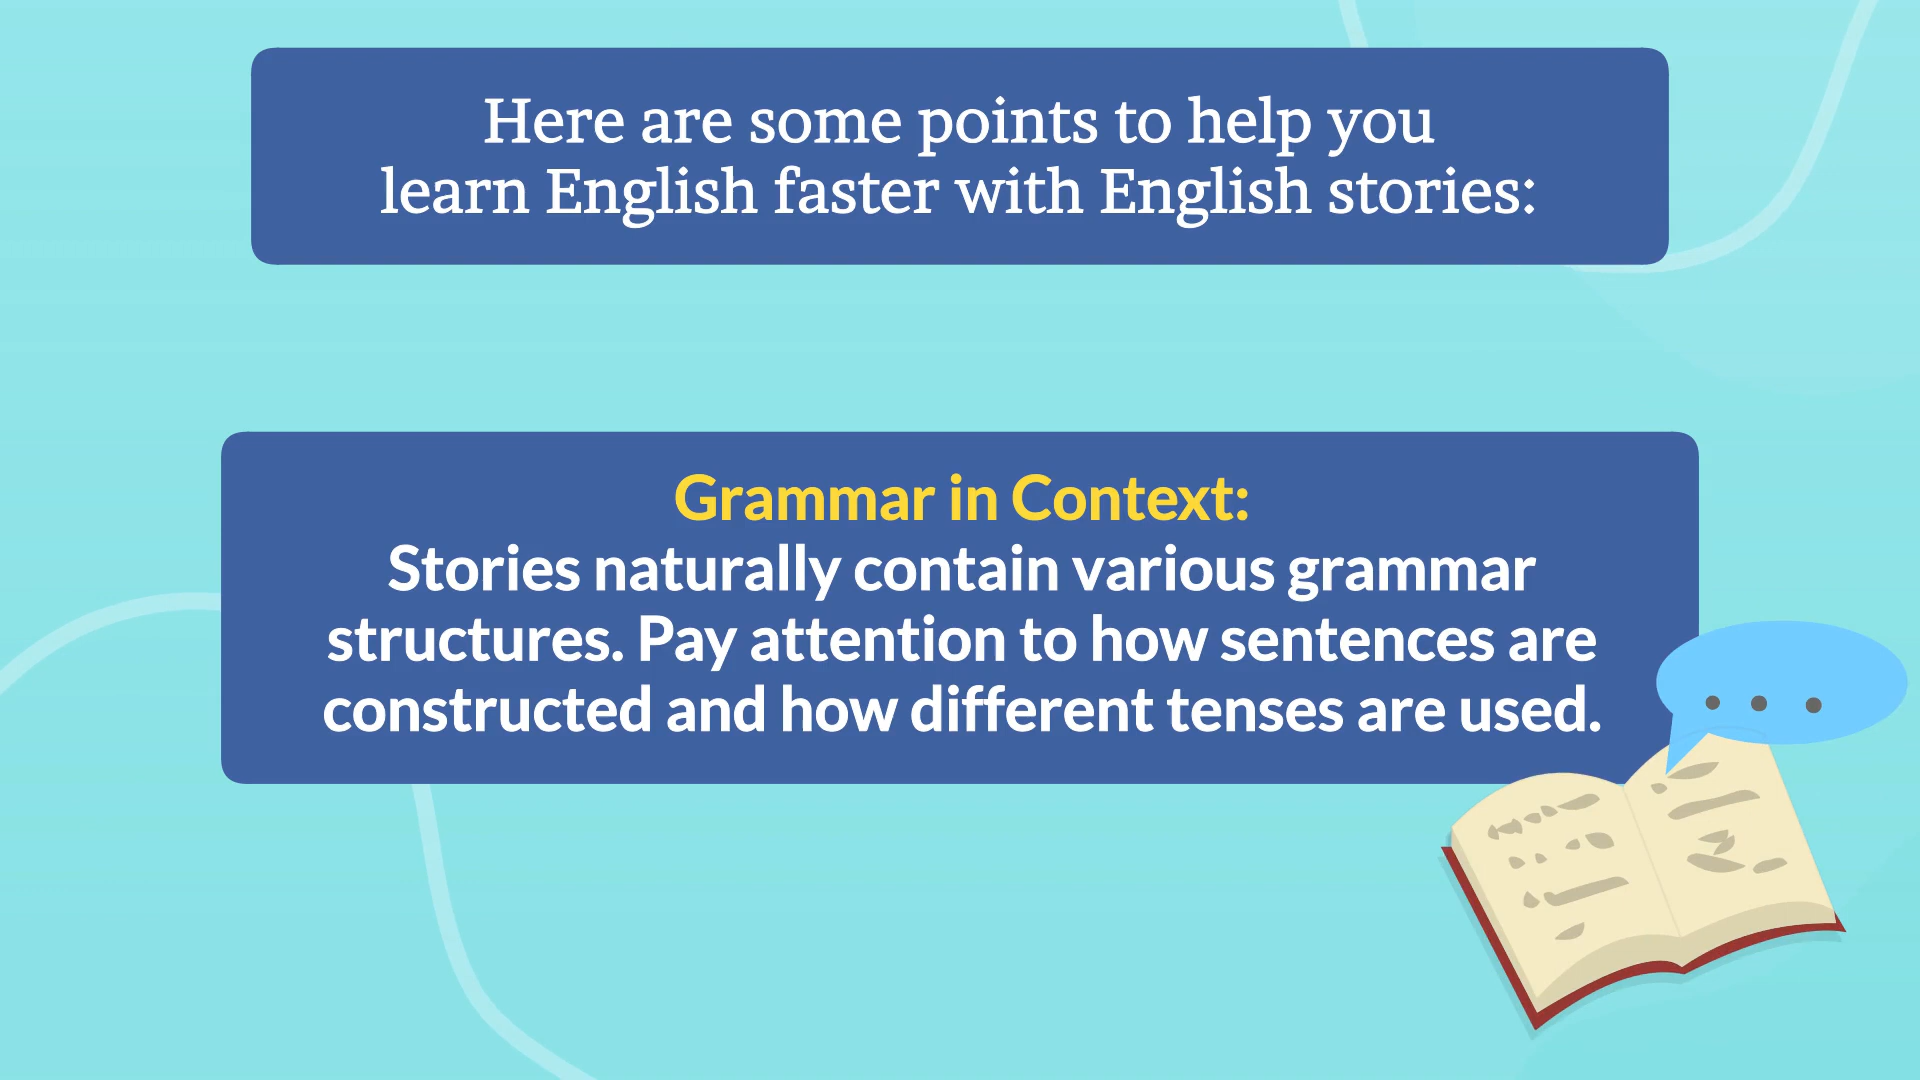 Here are some points to help you
learn English faster with English stories:
Grammar in Context:
Stories naturally contain various grammar
structures. Pay attention to how sentences are
constructed and how different tenses are used.